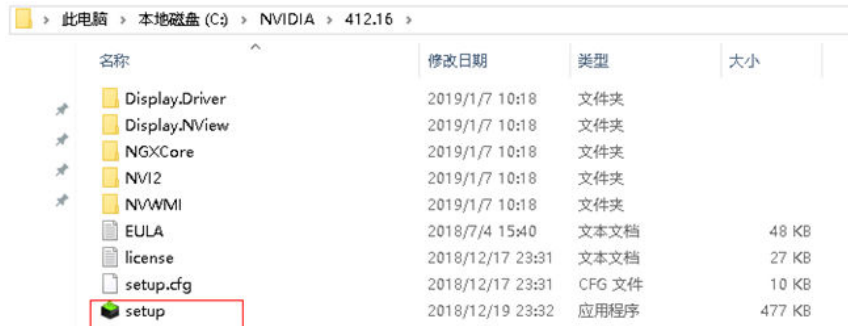 此电脑 > 本地磁盘 (C:) > NVIDIA > 412.16 >
名称 修改日期 类型 大小
Display.Driver 2019/1/7 10:18 文件夹
Display.NView 2019/1/7 10:18 文件夹
NGXCore 2019/1/7 10:18 文件夹
NVI2 2019/1/7 10:18 文件夹
NVWMI 2019/1/7 10:18 文件夹
EULA 2018/7/4 15:40 文本文档 48 KB
license 2018/12/17 23:31 文本文档 27 KB
setup.cfg 2018/12/17 23:31 CFG 文件 10 KB
setup 2018/12/19 23:32 应用程序 477 KB